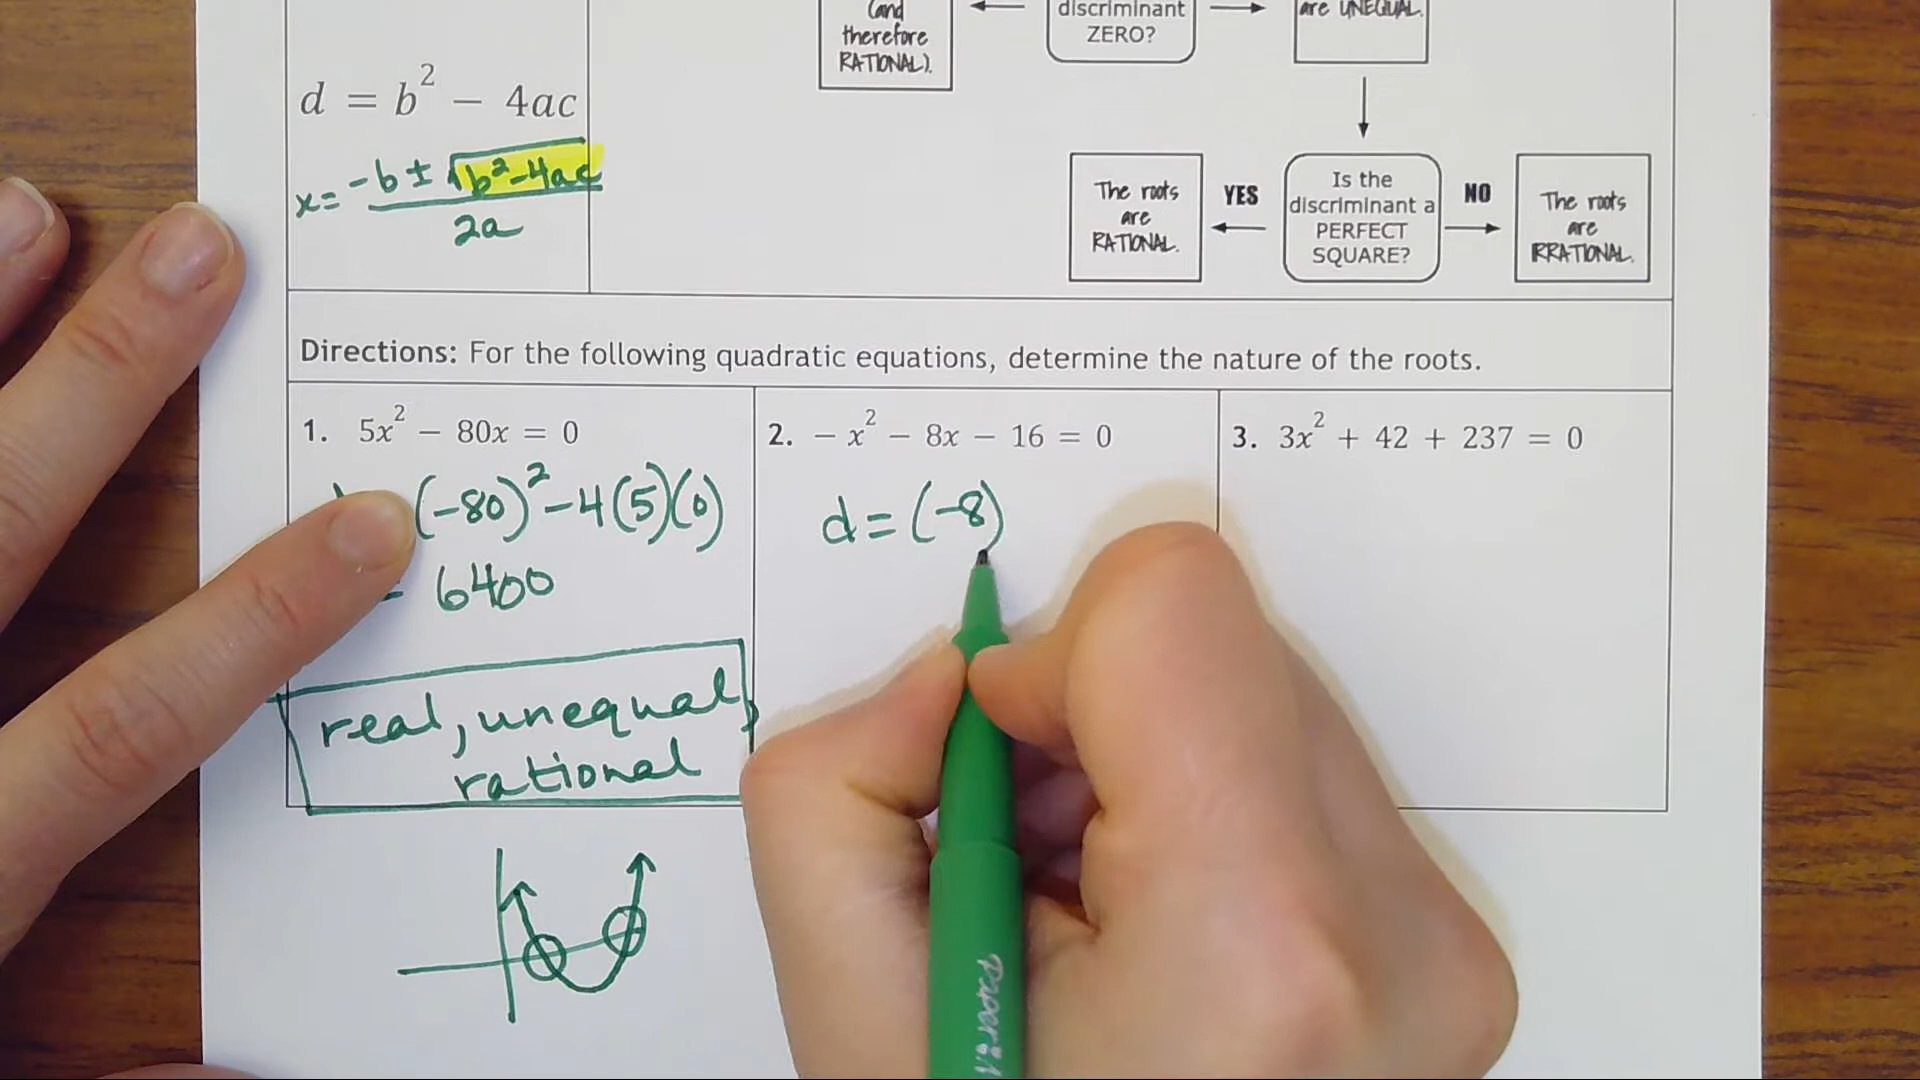 (and
therefore
RATIONAL).
discriminant
ZERO?
are UNEQUAL.
d = b² − 4ac
x = -b ± √b²-4ac
2a
The roots
are
RATIONAL.
YES
Is the
discriminant a
PERFECT
SQUARE?
NO
The roots
are
IRRATIONAL.
Directions: For the following quadratic equations, determine the nature of the roots.
1. 5x² − 80x = 0
(-80)² - 4(5)(0)
= 6400
real, unequal,
rational
2. − x² − 8x − 16 = 0
d = (-8)
3. 3x² + 42 + 237 = 0